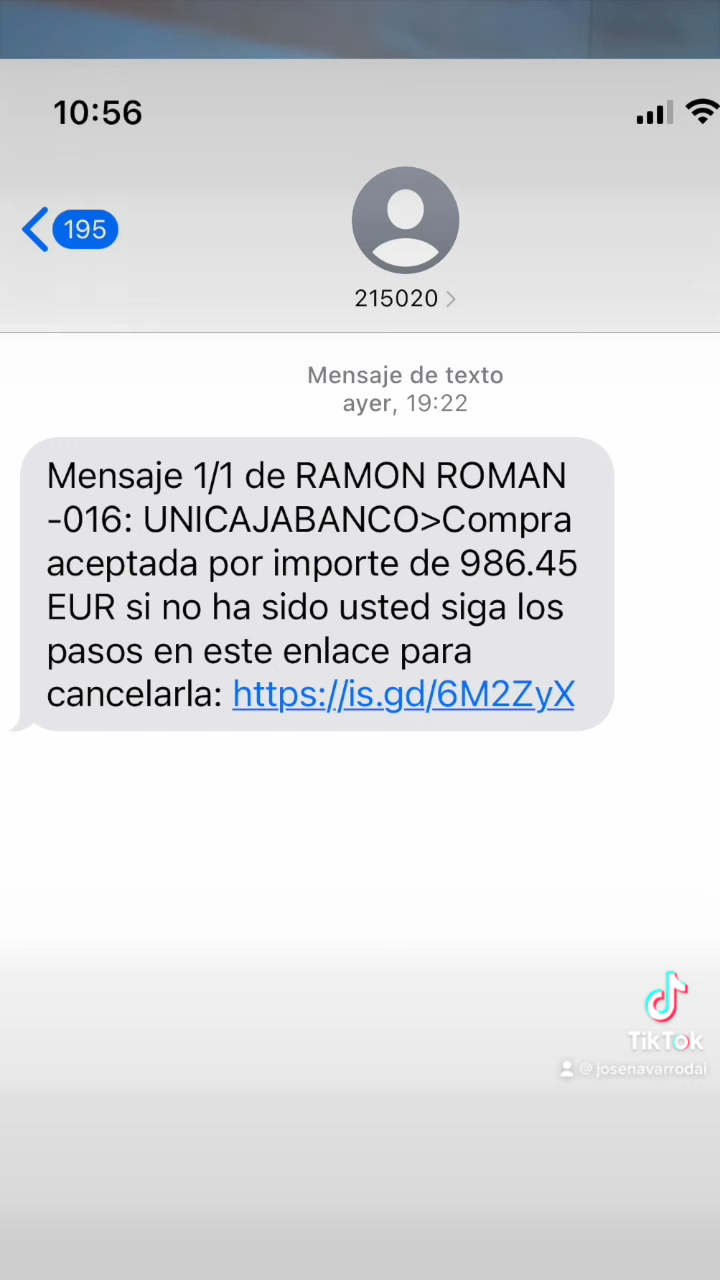 10:56
195
215020
Mensaje de texto
ayer, 19:22
Mensaje 1/1 de RAMON ROMAN
-016: UNICAJABANCO>Compra
aceptada por importe de 986.45
EUR si no ha sido usted siga los
pasos en este enlace para
cancelarla: https://is.gd/6M2ZyX
TikTok
@josenavarrodai